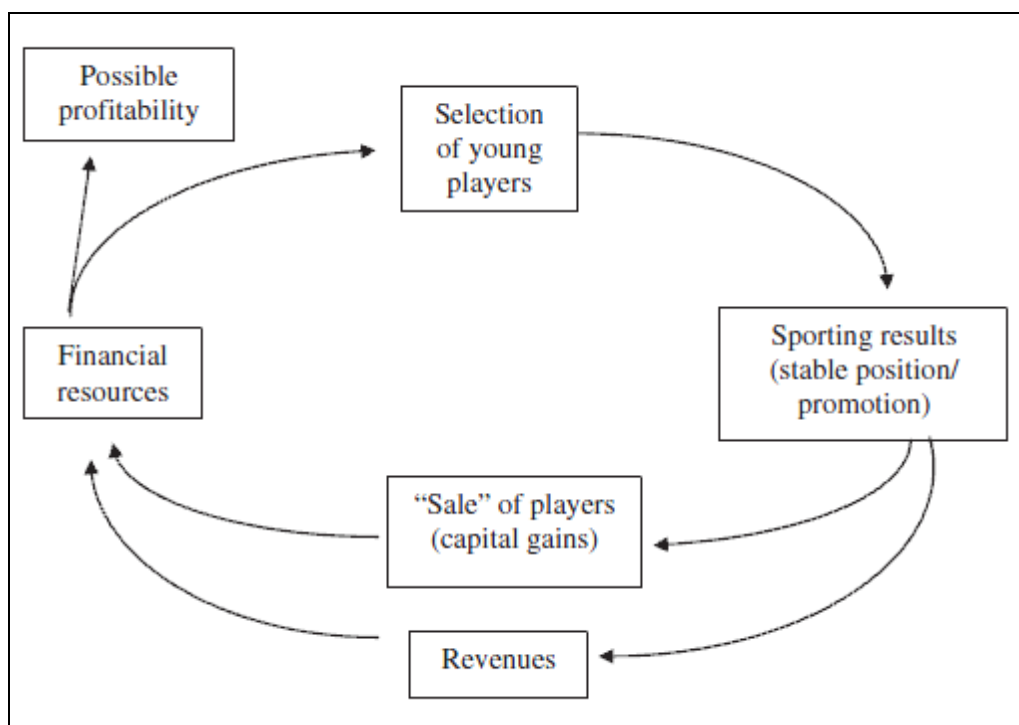 Possible
profitability
Selection
of young
players
Sporting results
(stable position/
promotion)
Financial
resources
“Sale” of players
(capital gains)
Revenues